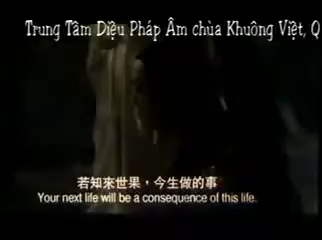 Trung Tâm Diệu Pháp Âm chùa Khuông Việt, Q
若知來世果，今生做的事
Your next life will be a consequence of this life.